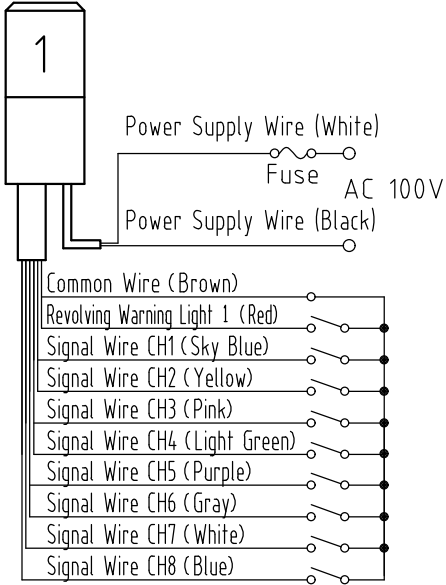 1
Power Supply Wire (White)
Fuse
AC 100V
Power Supply Wire (Black)
Common Wire (Brown)
Revolving Warning Light 1 (Red)
Signal Wire CH1 (Sky Blue)
Signal Wire CH2 (Yellow)
Signal Wire CH3 (Pink)
Signal Wire CH4 (Light Green)
Signal Wire CH5 (Purple)
Signal Wire CH6 (Gray)
Signal Wire CH7 (White)
Signal Wire CH8 (Blue)